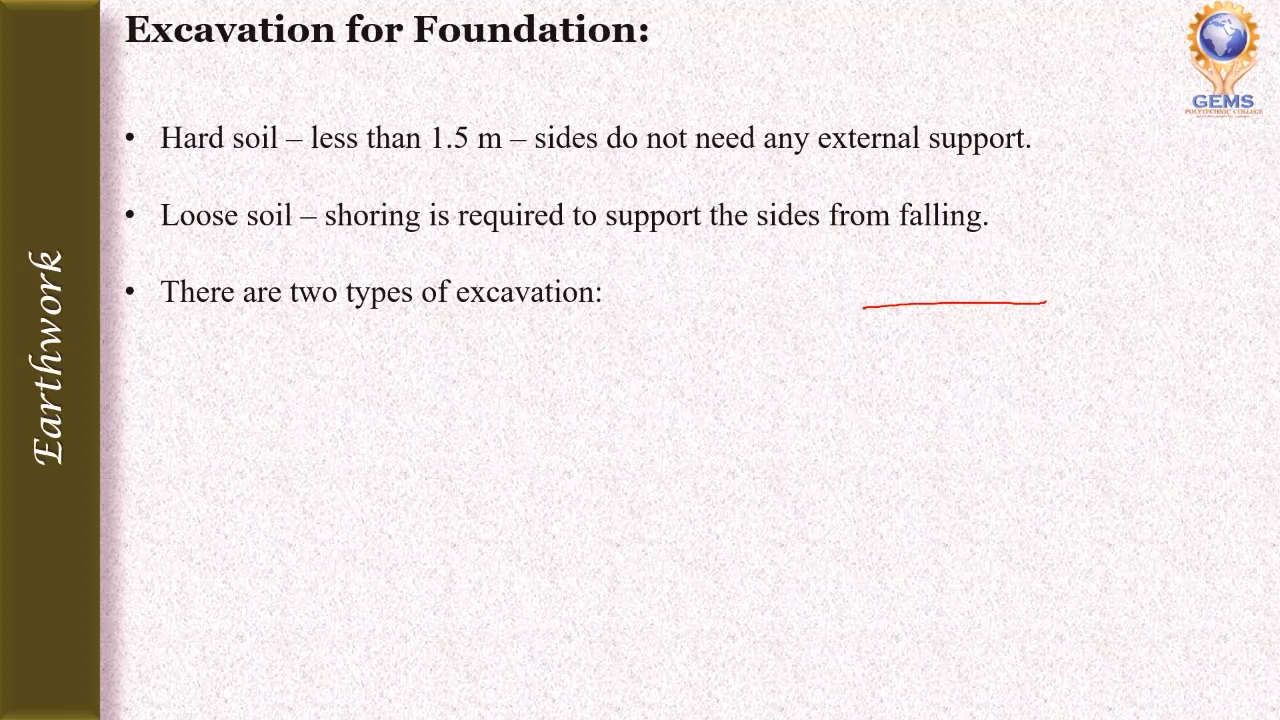 Excavation for Foundation:
GEMS
POLYTECHNIC COLLEGE
• Hard soil – less than 1.5 m – sides do not need any external support.
• Loose soil – shoring is required to support the sides from falling.
• There are two types of excavation:
Earthwork